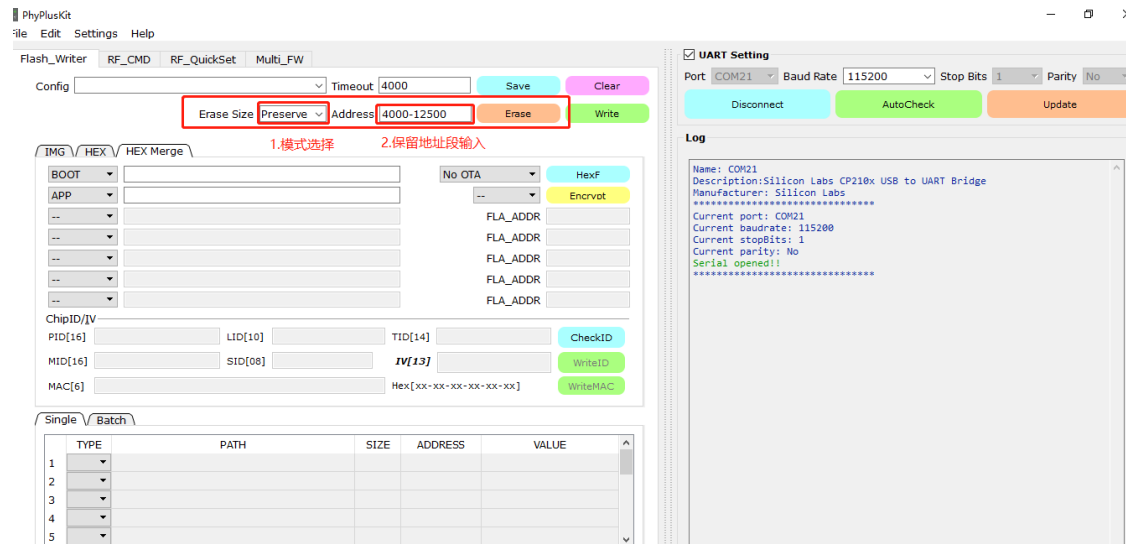 PhyPlusKit
File Edit Settings Help
Flash_Writer RF_CMD RF_QuickSet Multi_FW
Config Timeout 4000 Save Clear
Erase Size Preserve Address 4000-12500 Erase Write
1.模式选择 2.保留地址段输入
IMG HEX HEX Merge
BOOT No OTA HexF
APP -- Encrypt
-- FLA_ADDR
-- FLA_ADDR
-- FLA_ADDR
-- FLA_ADDR
-- FLA_ADDR
ChipID/IV
PID[16] LID[10] TID[14] CheckID
MID[16] SID[08] IV[13] WriteID
MAC[6] Hex[xx-xx-xx-xx-xx-xx] WriteMAC
Single Batch
TYPE PATH SIZE ADDRESS VALUE
1
2
3
4
5
UART Setting
Port COM21 Baud Rate 115200 Stop Bits 1 Parity No
Disconnect AutoCheck Update
Log
Name: COM21
Description:Silicon Labs CP210x USB to UART Bridge
Manufacturer: Silicon Labs
*******************************
Current port: COM21
Current baudrate: 115200
Current stopBits: 1
Current parity: No
Serial opened!!
*******************************